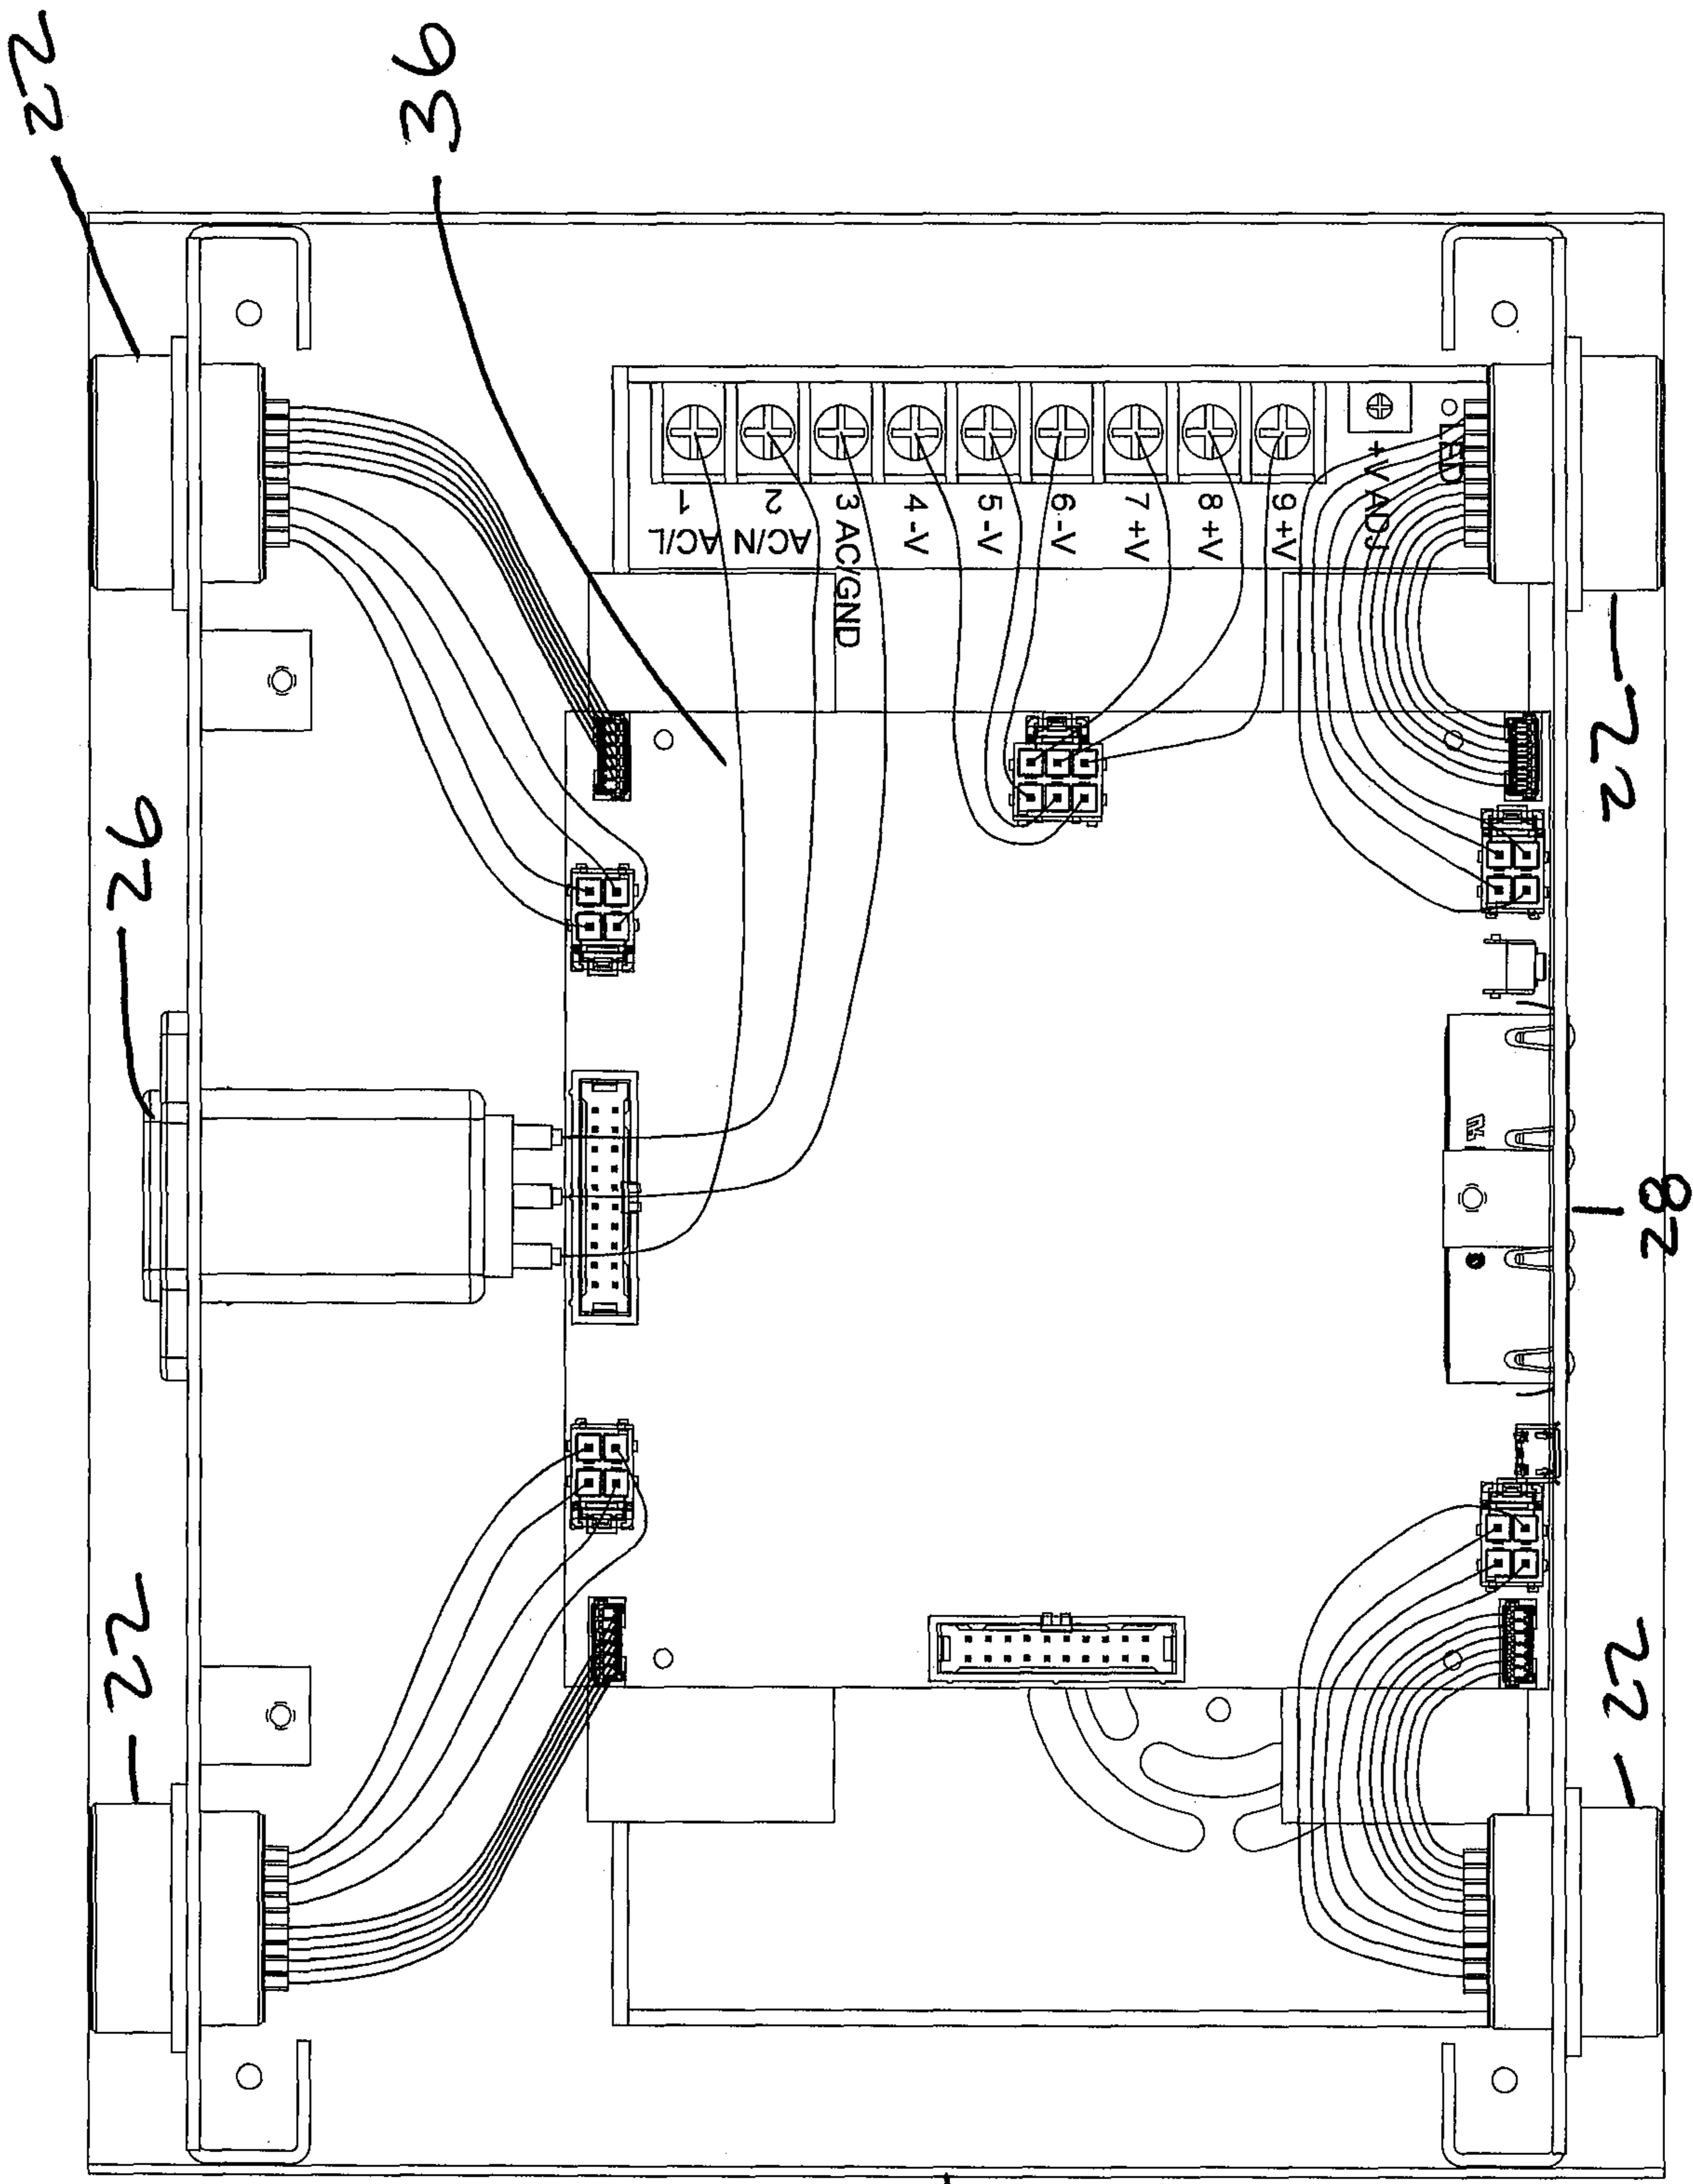 22
36
26
22
22
28
22
1 AC/L
2 AC/N
3 AC/GND
4 -V
5 -V
6 -V
7 +V
8 +V
9 +V
+V ADJ
LED